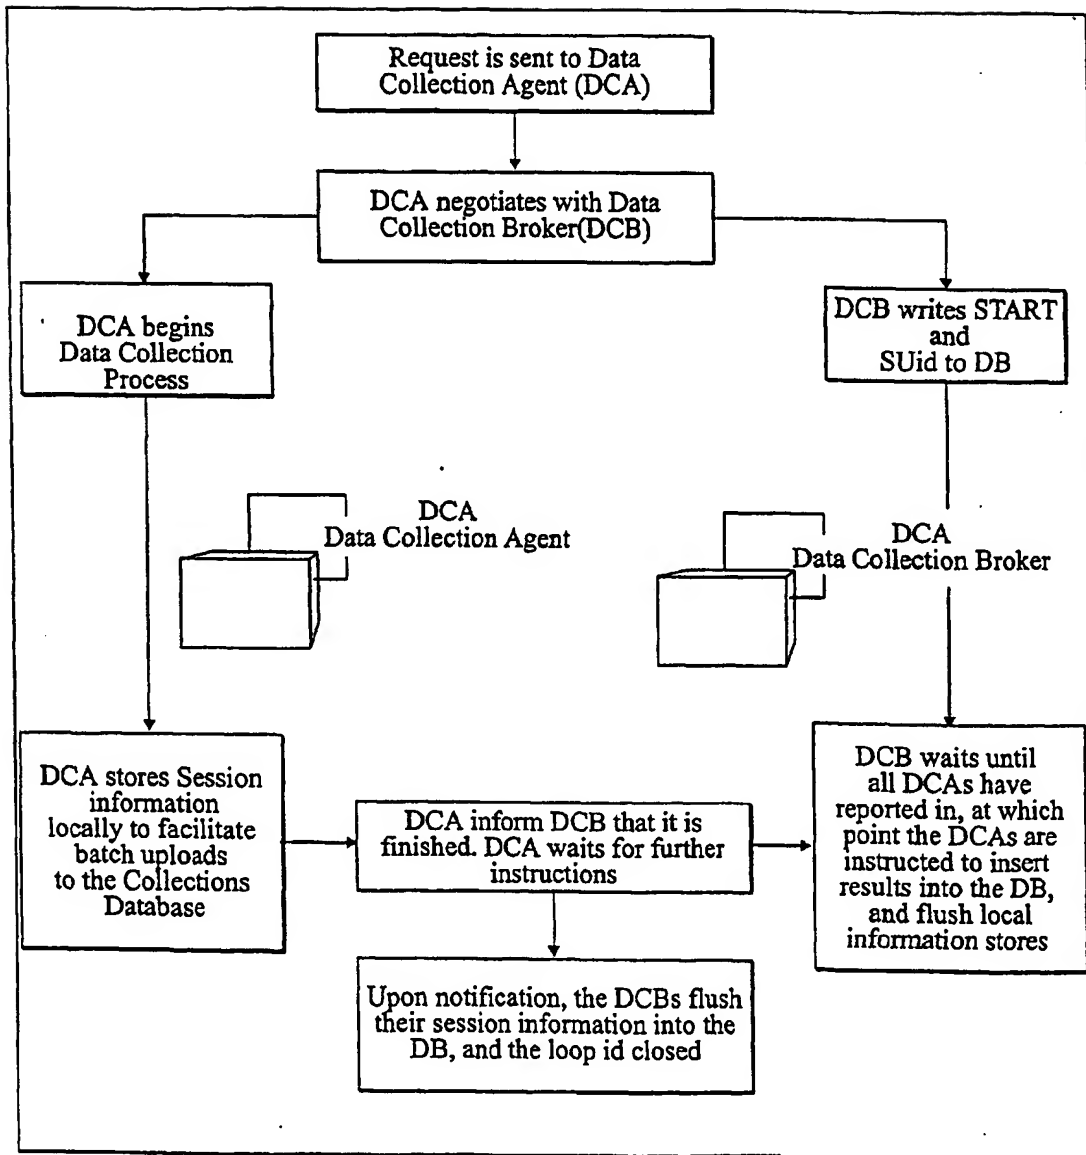 Request is sent to Data
Collection Agent (DCA)
DCA negotiates with Data
Collection Broker(DCB)
DCA begins
Data Collection
Process
DCB writes START
and
SUid to DB
DCA
Data Collection Agent
DCA
Data Collection Broker
DCA stores Session
information
locally to facilitate
batch uploads
to the Collections
Database
DCA inform DCB that it is
finished. DCA waits for further
instructions
DCB waits until
all DCAs have
reported in, at which
point the DCAs are
instructed to insert
results into the DB,
and flush local
information stores
Upon notification, the DCBs flush
their session information into the
DB, and the loop id closed